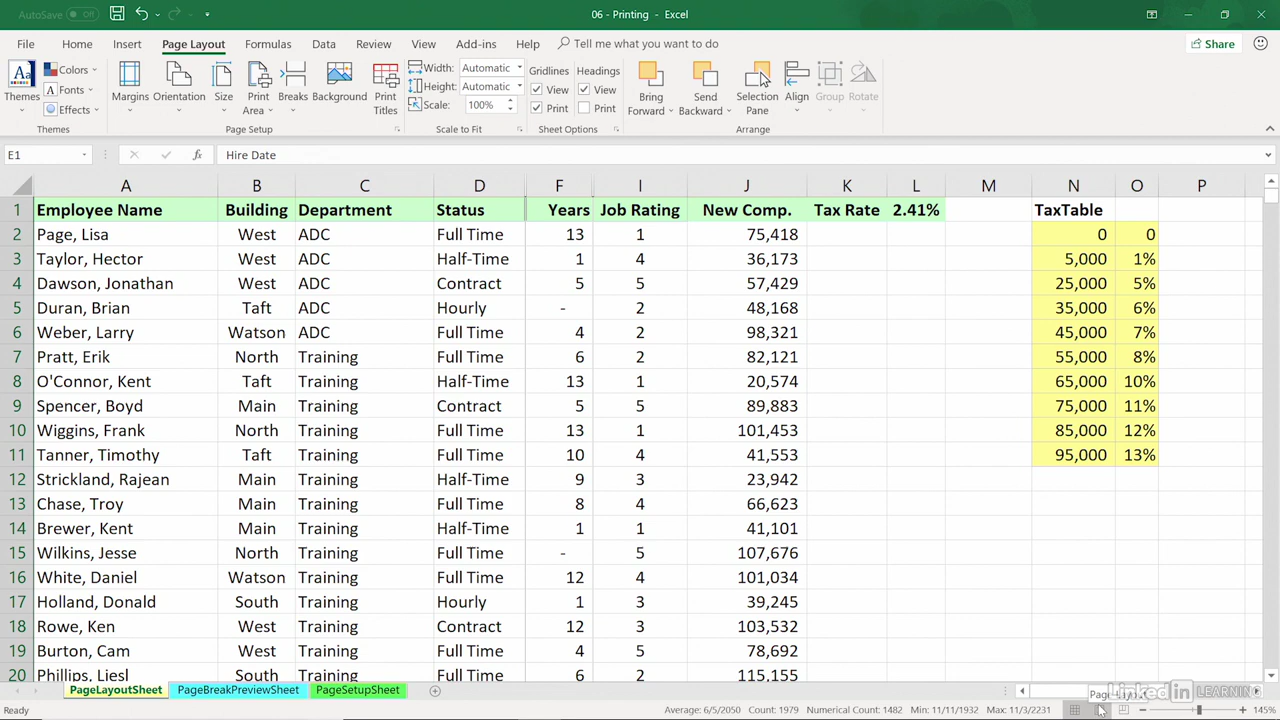 AutoSave Off 06 - Printing - Excel
File Home Insert Page Layout Formulas Data Review View Add-ins Help Tell me what you want to do Share
Colors Width: Automatic Gridlines Headings
Aa Fonts Height: Automatic View View
Themes Effects Margins Orientation Size Print Area Breaks Background Print Titles Scale: 100% Print Print Bring Forward Send Backward Selection Pane Align Group Rotate
Themes Page Setup Scale to Fit Sheet Options Arrange
E1 fx Hire Date
A B C D F I J K L M N O P
1 Employee Name Building Department Status Years Job Rating New Comp. Tax Rate 2.41% TaxTable
2 Page, Lisa West ADC Full Time 13 1 75,418 0 0
3 Taylor, Hector West ADC Half-Time 1 4 36,173 5,000 1%
4 Dawson, Jonathan West ADC Contract 5 5 57,429 25,000 5%
5 Duran, Brian Taft ADC Hourly - 2 48,168 35,000 6%
6 Weber, Larry Watson ADC Full Time 4 2 98,321 45,000 7%
7 Pratt, Erik North Training Full Time 6 2 82,121 55,000 8%
8 O'Connor, Kent Taft Training Half-Time 13 1 20,574 65,000 10%
9 Spencer, Boyd Main Training Contract 5 5 89,883 75,000 11%
10 Wiggins, Frank North Training Full Time 13 1 101,453 85,000 12%
11 Tanner, Timothy Taft Training Full Time 10 4 41,553 95,000 13%
12 Strickland, Rajean Main Training Half-Time 9 3 23,942
13 Chase, Troy Main Training Full Time 8 4 66,623
14 Brewer, Kent Main Training Half-Time 1 1 41,101
15 Wilkins, Jesse North Training Full Time - 5 107,676
16 White, Daniel Watson Training Full Time 12 4 101,034
17 Holland, Donald South Training Hourly 1 3 39,245
18 Rowe, Ken West Training Contract 12 3 103,532
19 Burton, Cam West Training Full Time 4 5 78,692
20 Phillips, Liesl South Training Full Time 6 2 115,155
PageLayoutSheet PageBreakPreviewSheet PageSetupSheet LinkedIn LEARNING
Ready Average: 6/5/2050 Count: 1979 Numerical Count: 1482 Min: 11/11/1932 Max: 11/3/2231 145%